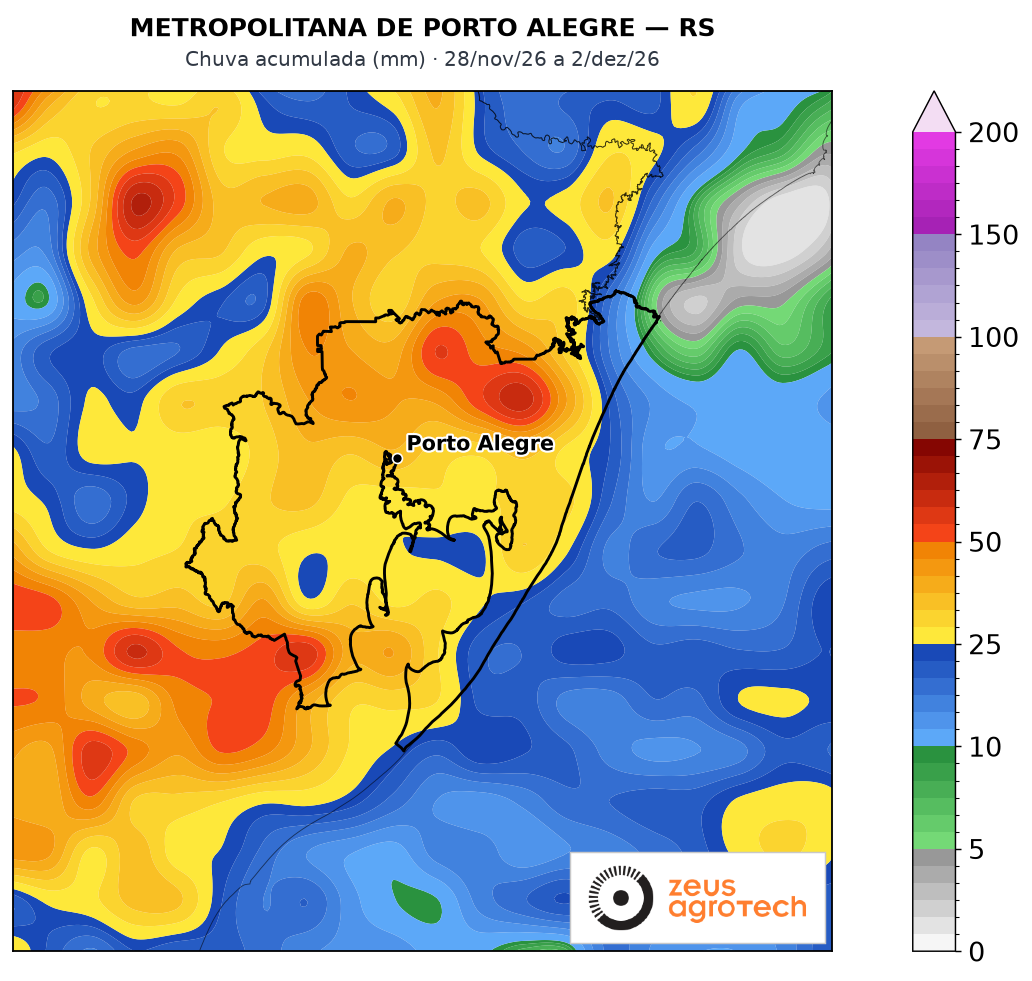 METROPOLITANA DE PORTO ALEGRE — RS
Chuva acumulada (mm) · 28/nov/26 a 2/dez/26
Porto Alegre
200
150
100
75
50
25
10
5
0
zeus
agrotech